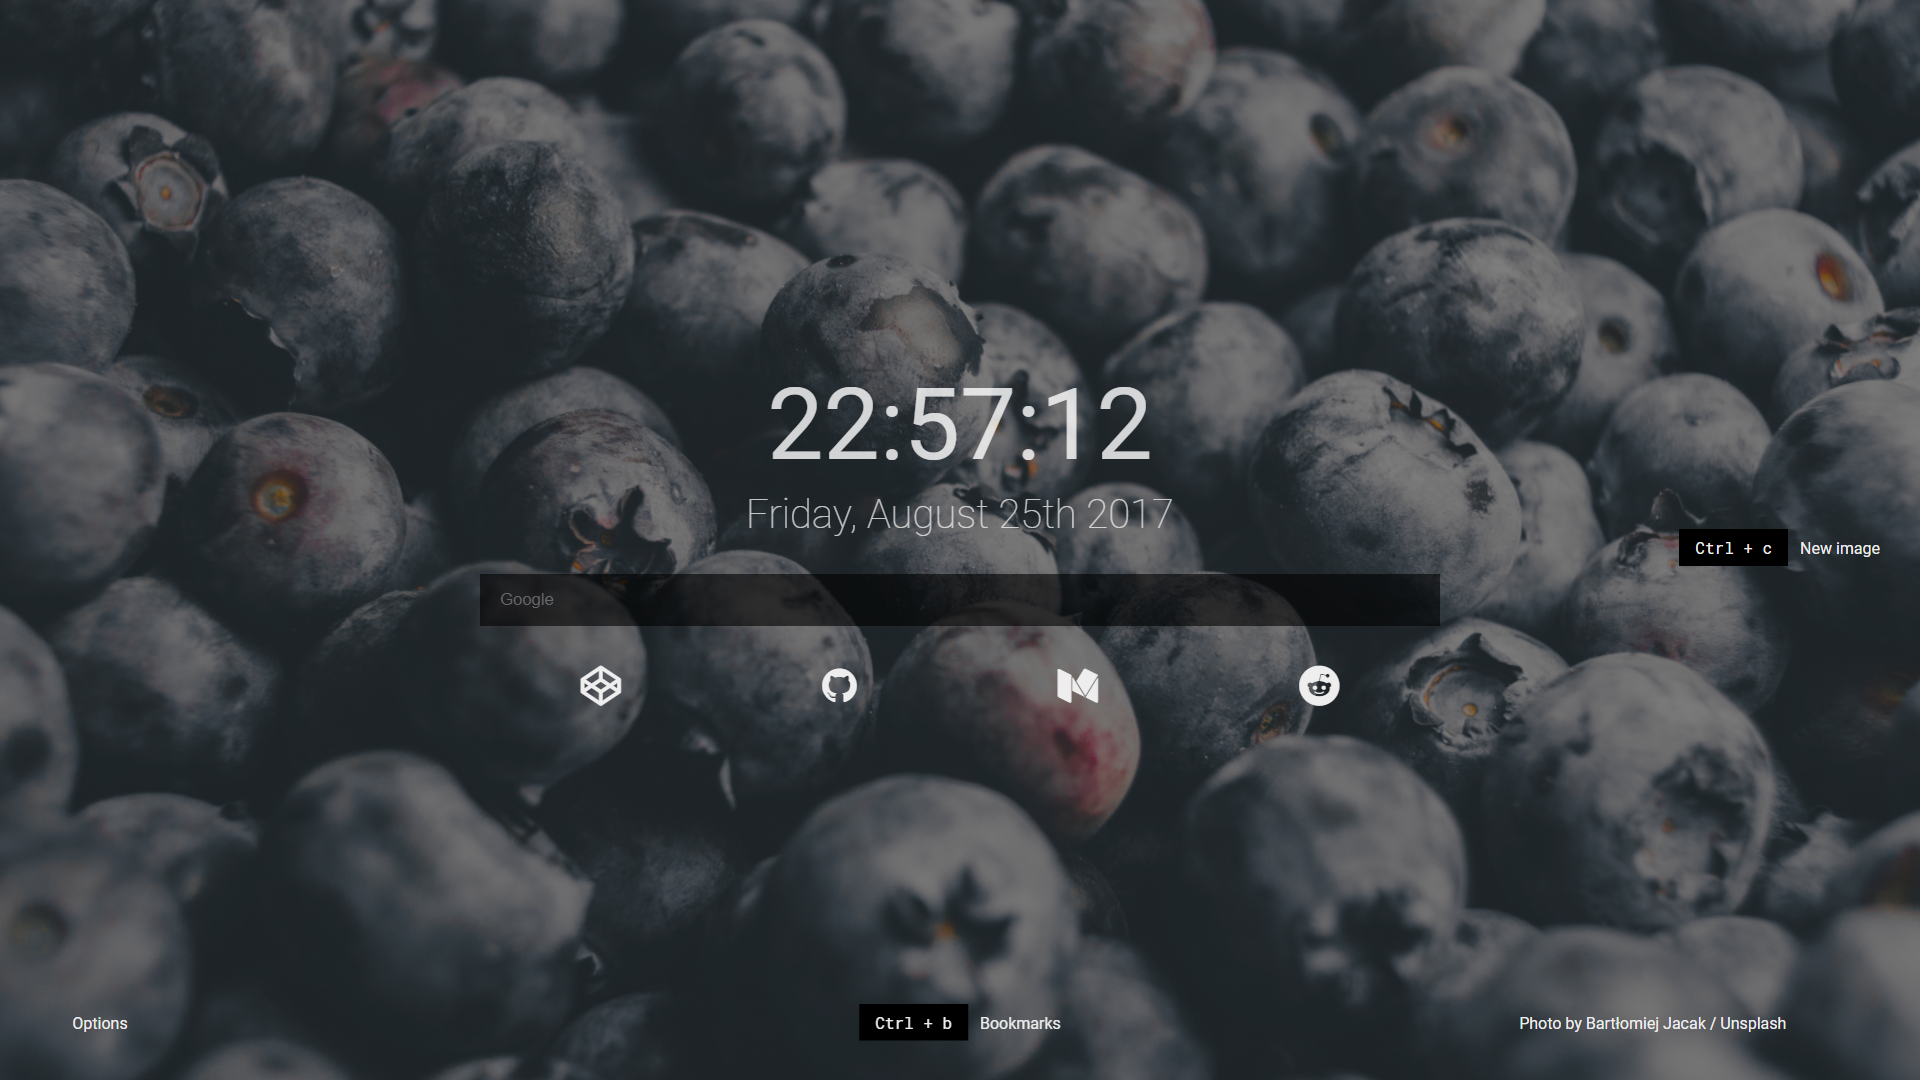 22:57:12
Friday, August 25th 2017
Ctrl + c New image
Google
Options
Ctrl + b Bookmarks
Photo by Bartłomiej Jacak / Unsplash